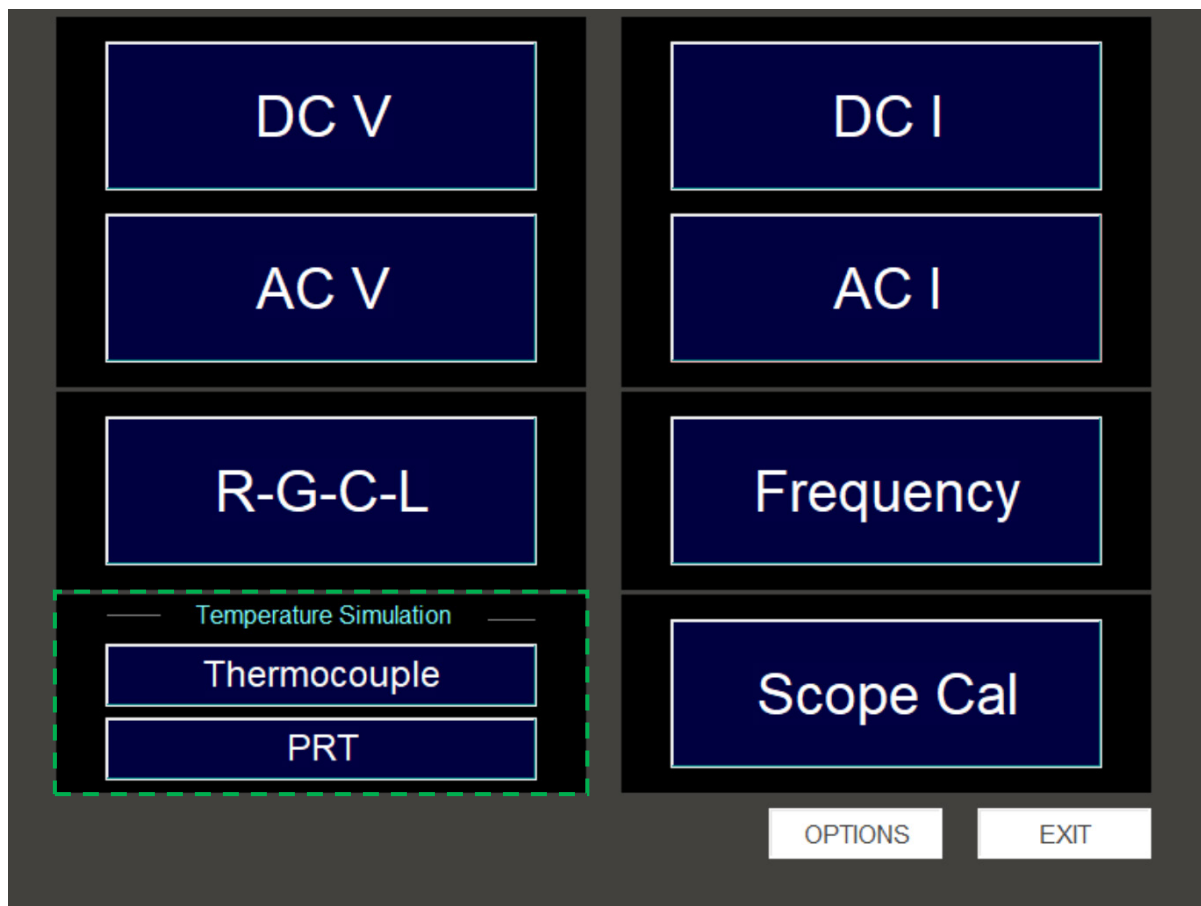 DC V
DC I
AC V
AC I
R-G-C-L
Frequency
Temperature Simulation
Thermocouple
PRT
Scope Cal
OPTIONS
EXIT